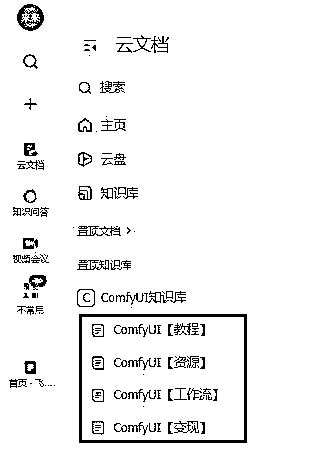 云文档
知识问答
视频会议
不常用
首页 - 飞...
云文档
搜索
主页
云盘
知识库
置顶文档 >
置顶知识库
C ComfyUI知识库
ComfyUI【教程】
ComfyUI【资源】
ComfyUI【工作流】
ComfyUI【变现】